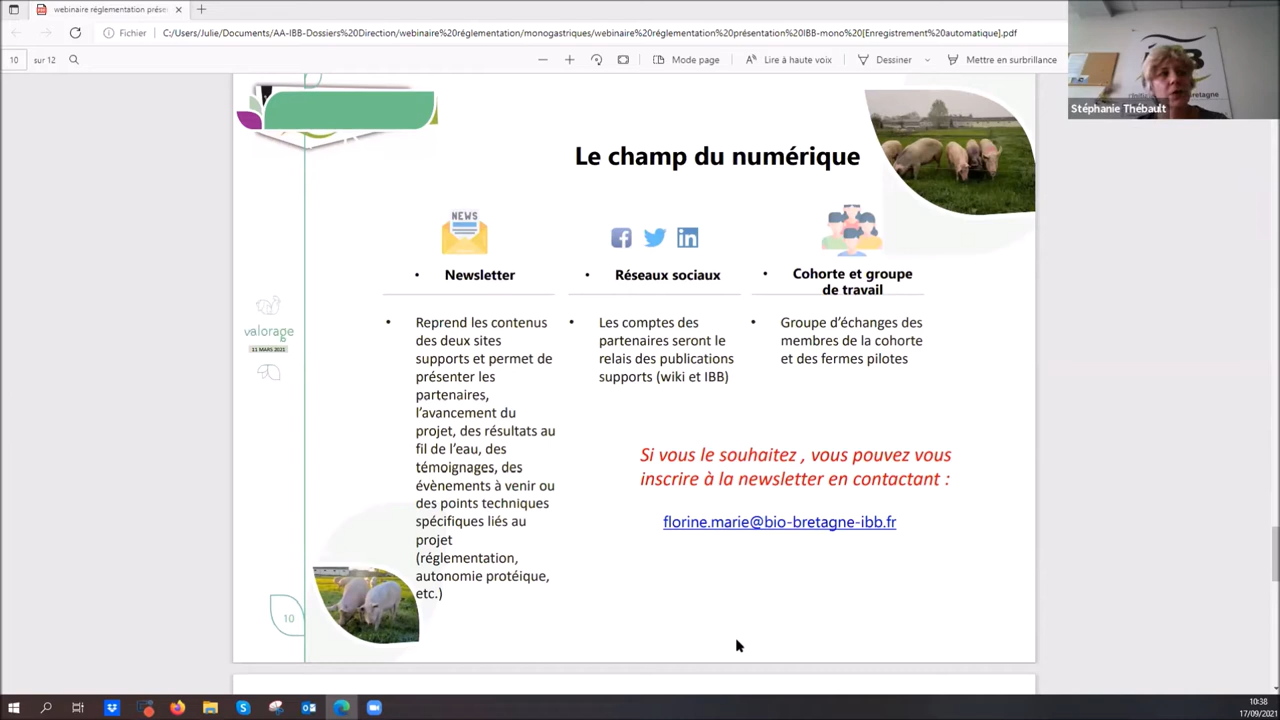 webinaire réglementation prése
Fichier
C:/Users/Julie/Documents/AA-IBB-Dossiers%20Direction/webinaire%20réglementation/monogastriques/webinaire%20réglementation%20présentation%20IBB-mono%20[Enregistrement%20automatique].pdf
10 sur 12
Mode page
Lire à haute voix
Dessiner
Mettre en surbrillance
Stéphanie Thébault
Le champ du numérique
NEWS
• Newsletter
• Reprend les contenus
des deux sites
supports et permet de
présenter les
partenaires,
l'avancement du
projet, des résultats au
fil de l'eau, des
témoignages, des
évènements à venir ou
des points techniques
spécifiques liés au
projet
(réglementation,
autonomie protéique,
etc.)
• Réseaux sociaux
• Les comptes des
partenaires seront le
relais des publications
supports (wiki et IBB)
• Cohorte et groupe
de travail
• Groupe d'échanges des
membres de la cohorte
et des fermes pilotes
Si vous le souhaitez , vous pouvez vous
inscrire à la newsletter en contactant :
florine.marie@bio-bretagne-ibb.fr
valorage
11 MARS 2021
10
10:38
17/09/2021